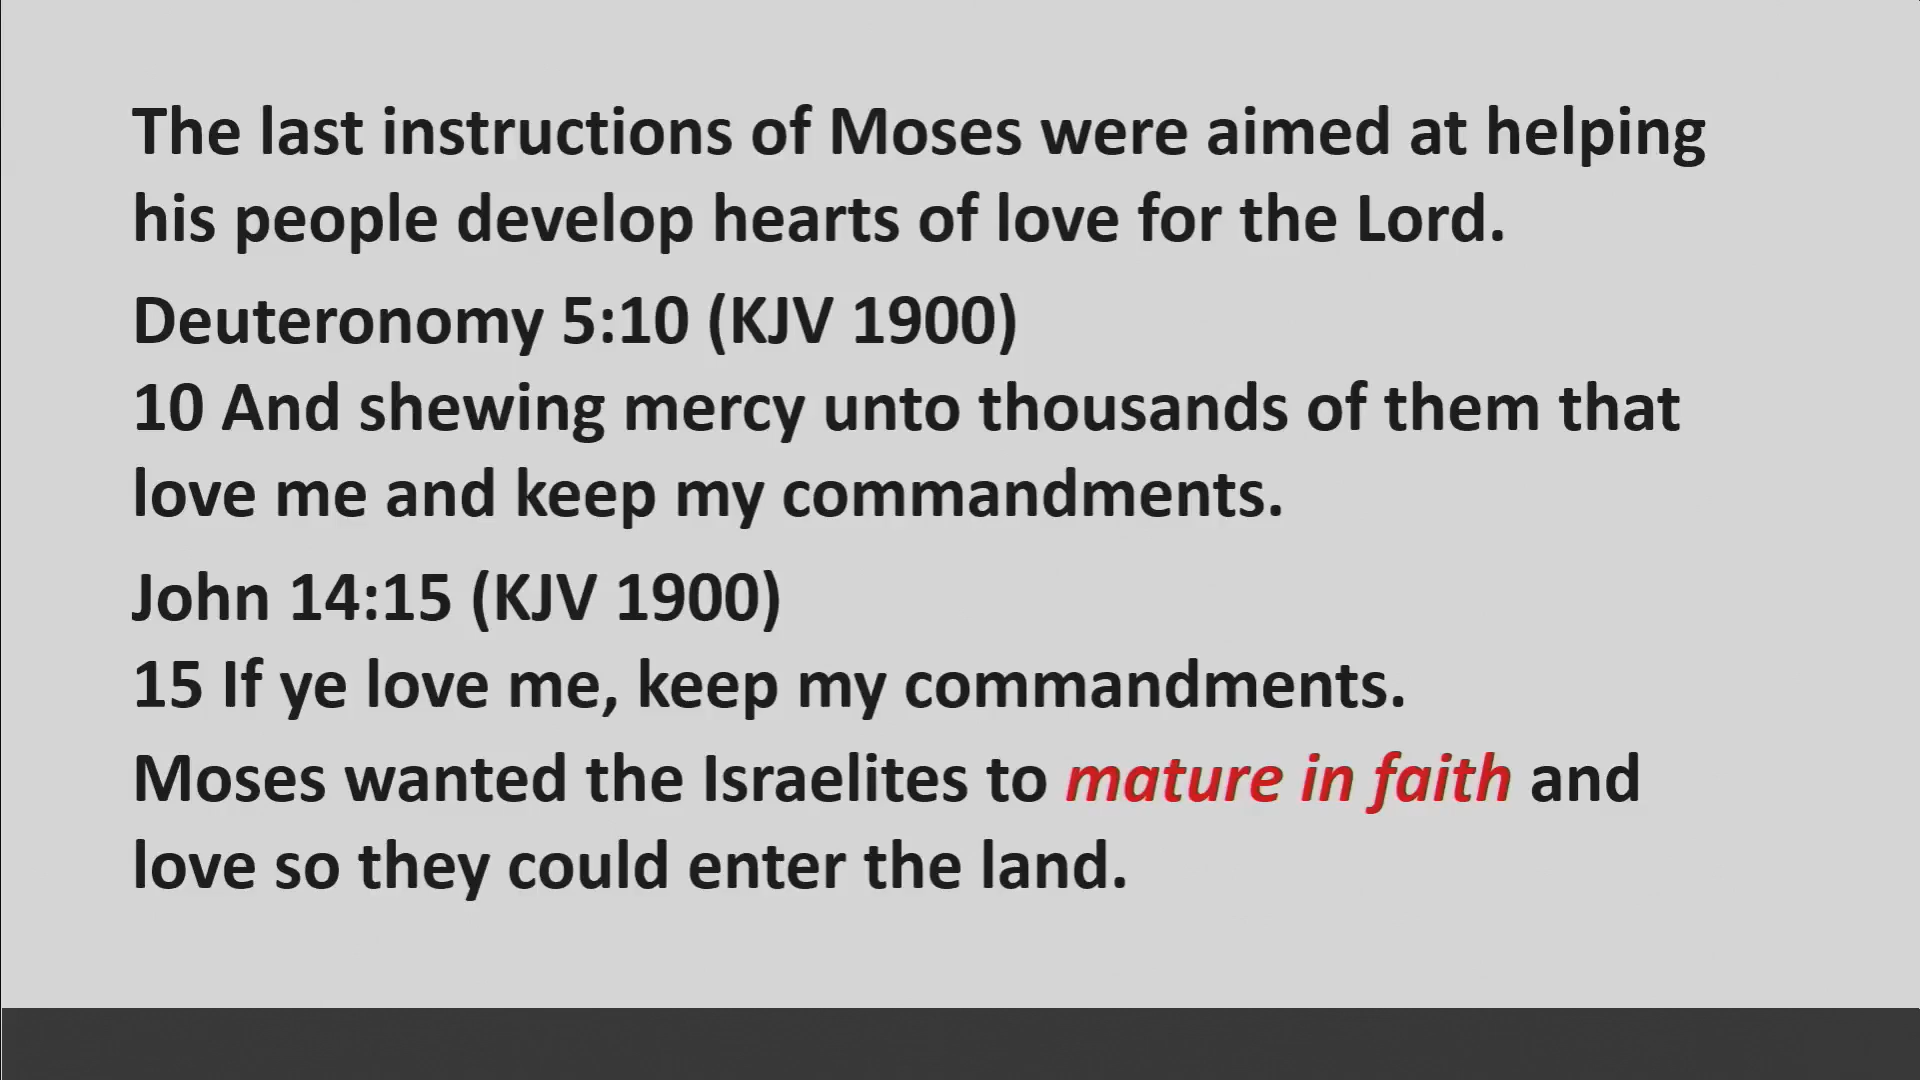 The last instructions of Moses were aimed at helping
his people develop hearts of love for the Lord.
Deuteronomy 5:10 (KJV 1900)
10 And shewing mercy unto thousands of them that
love me and keep my commandments.
John 14:15 (KJV 1900)
15 If ye love me, keep my commandments.
Moses wanted the Israelites to mature in faith and
love so they could enter the land.